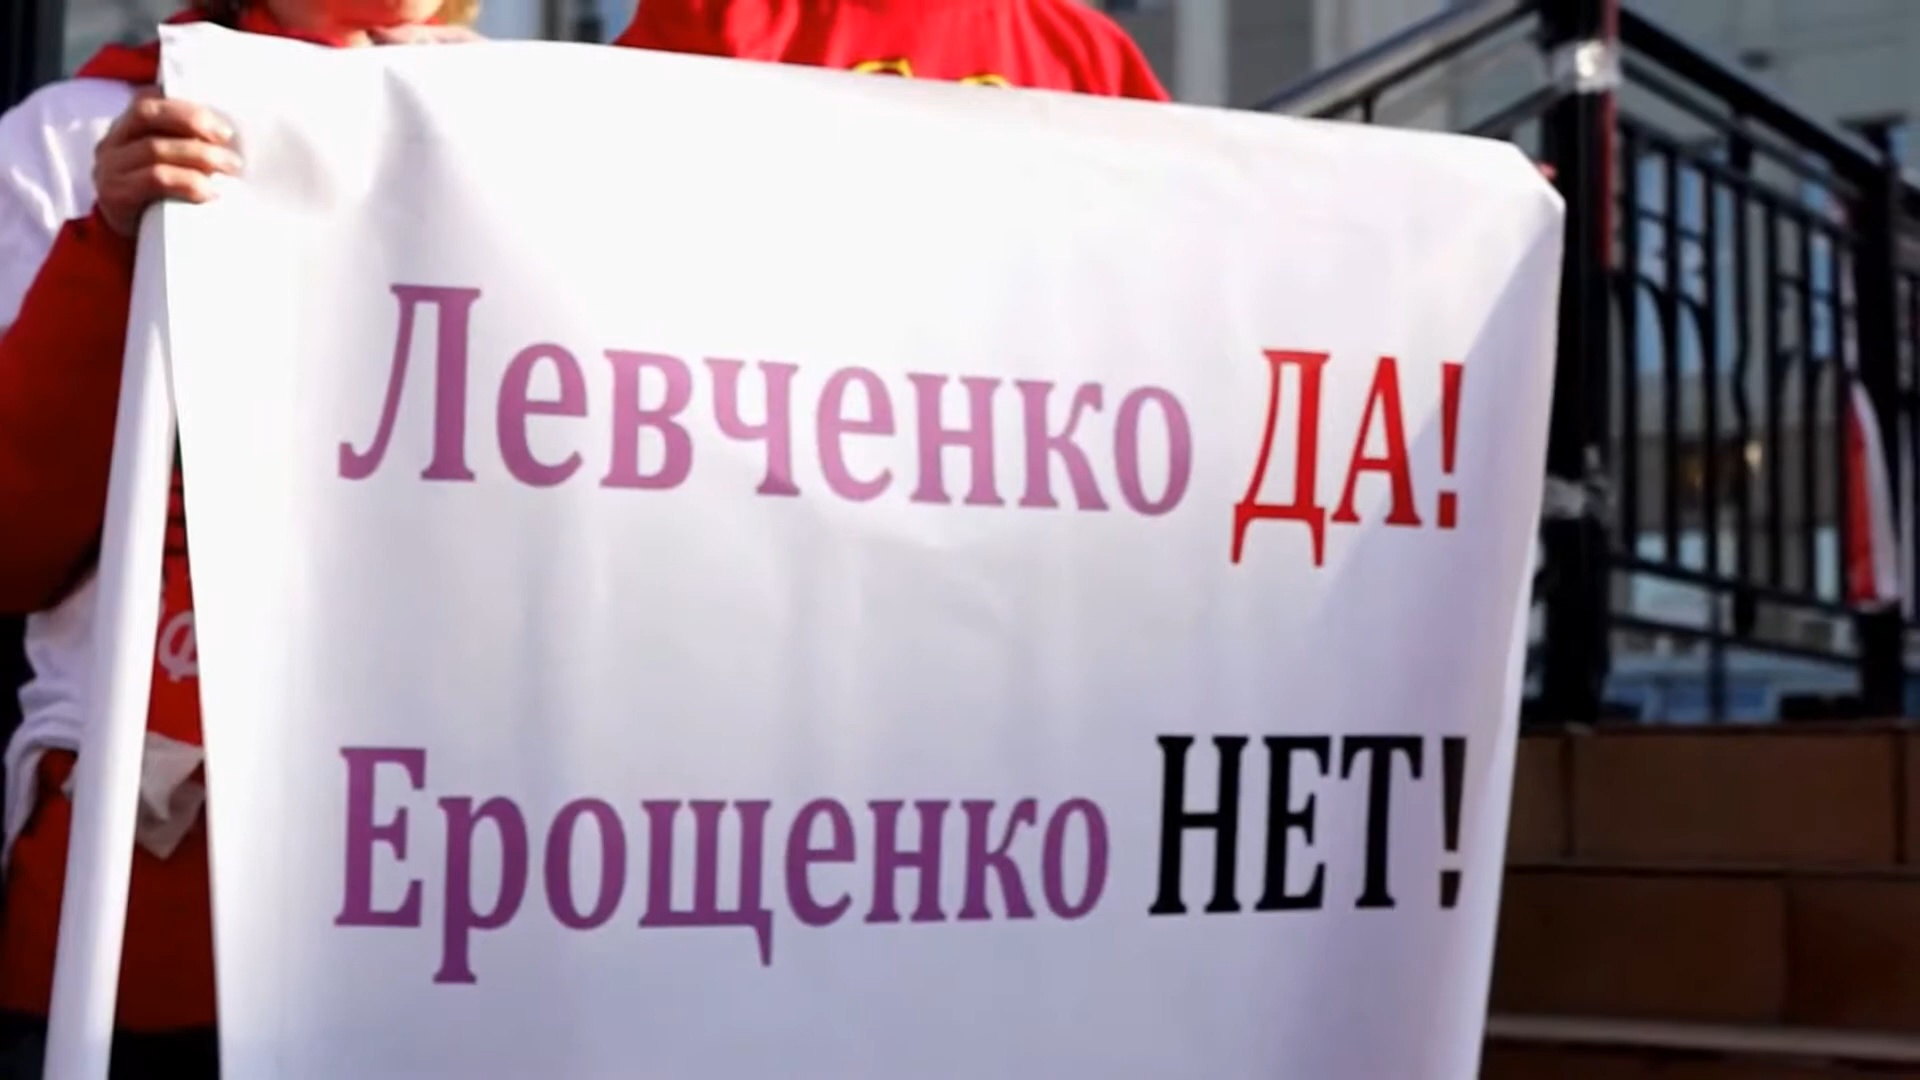 Левченко ДА!
Ерощенко НЕТ!